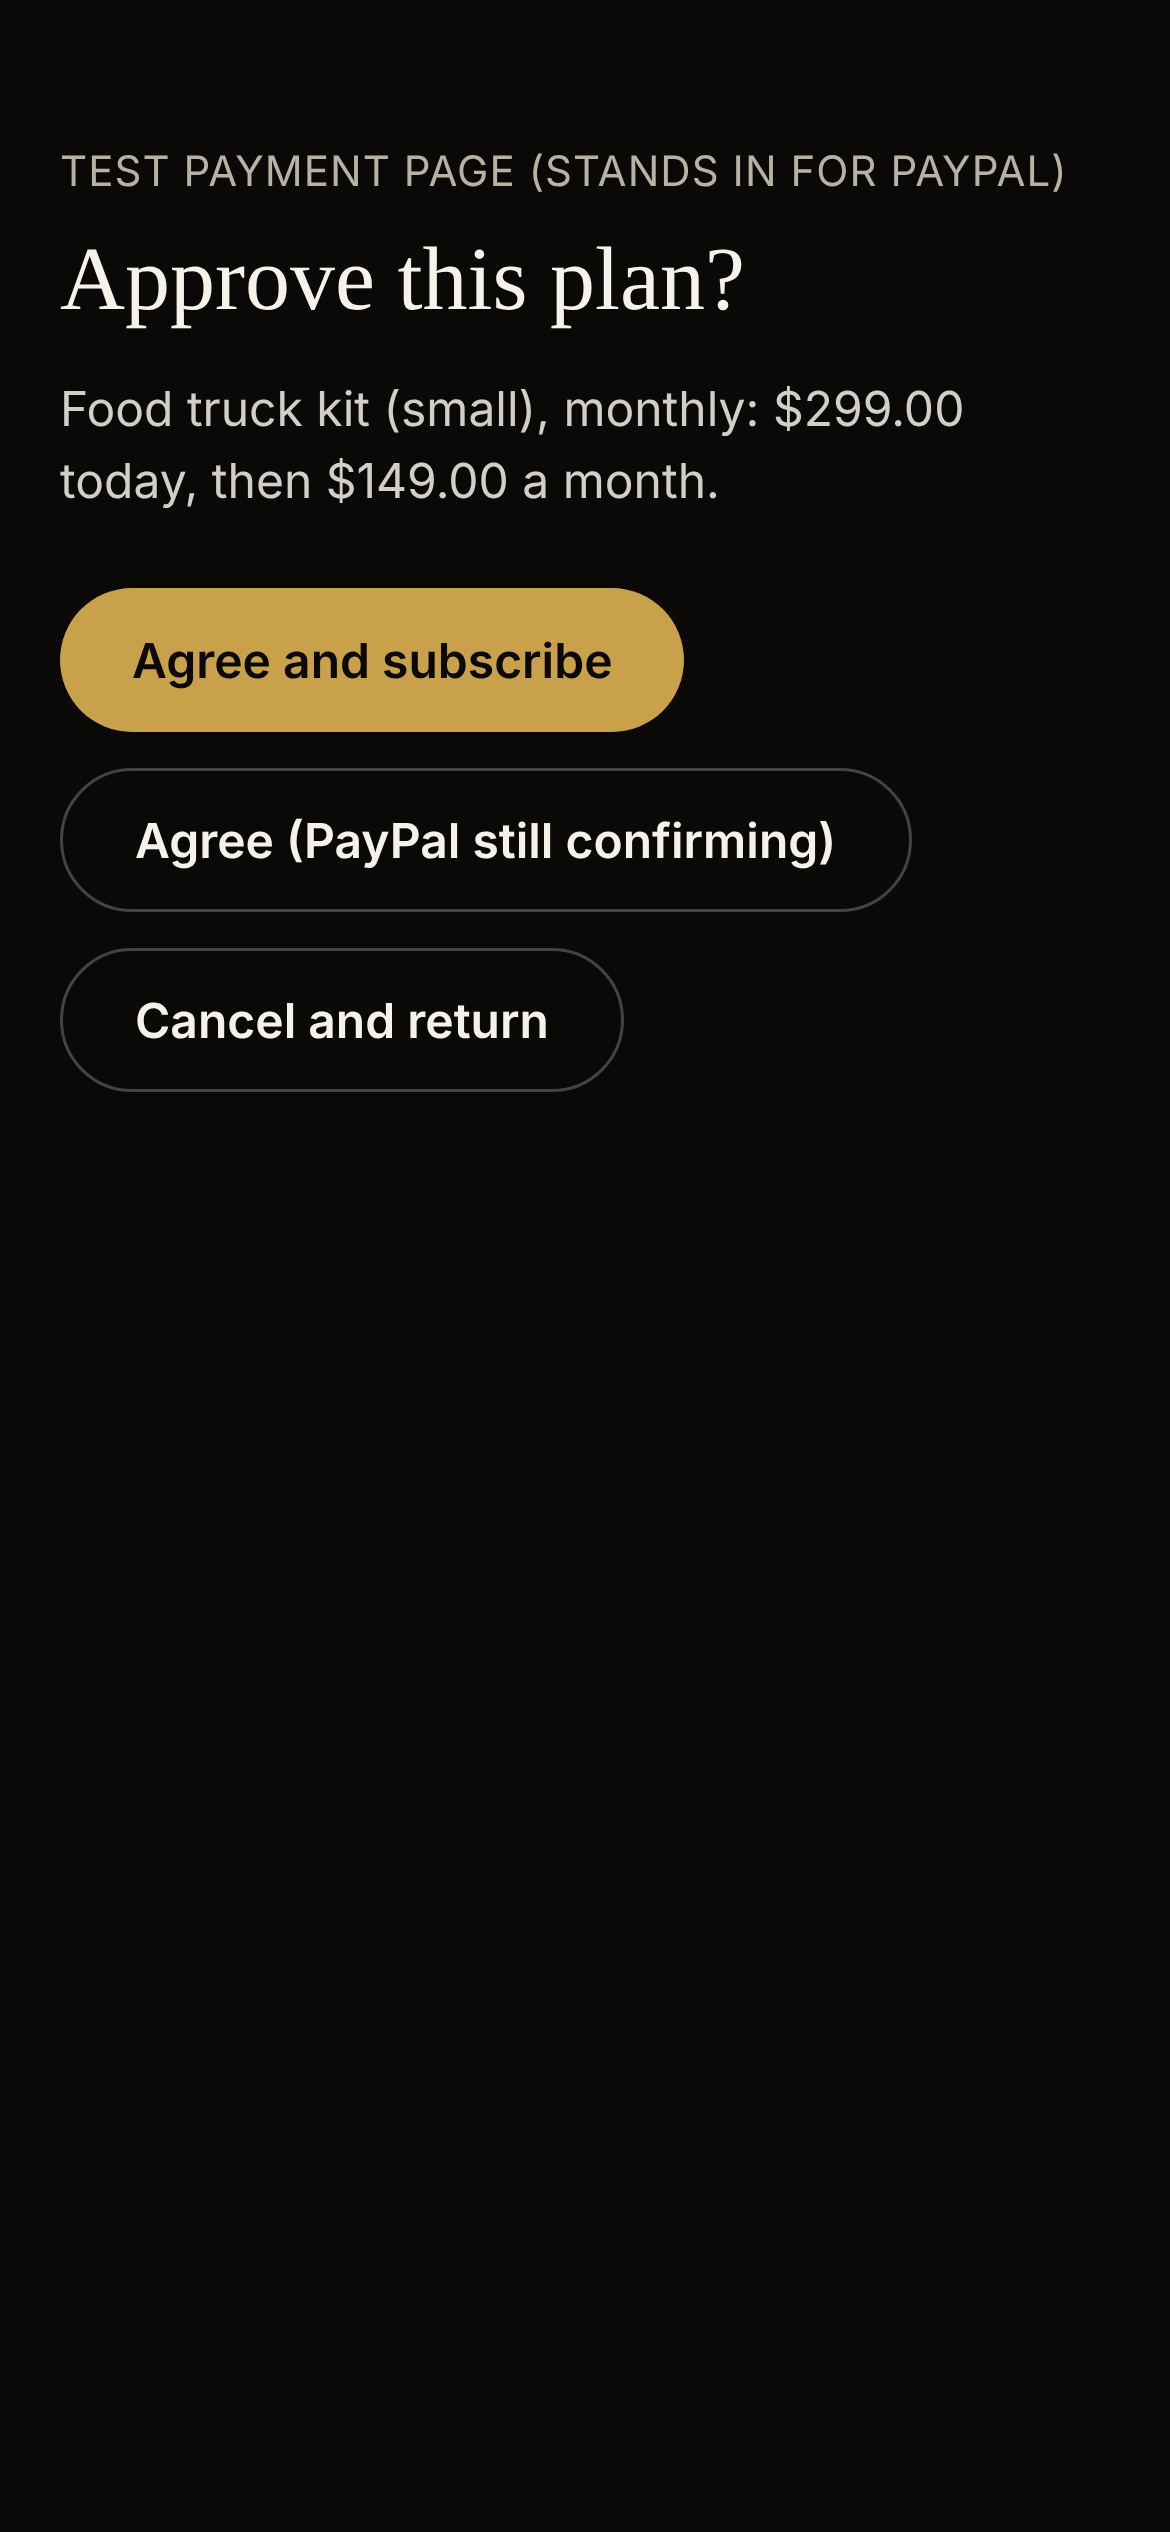 TEST PAYMENT PAGE (STANDS IN FOR PAYPAL)
Approve this plan?
Food truck kit (small), monthly: $299.00
today, then $149.00 a month.
Agree and subscribe
Agree (PayPal still confirming)
Cancel and return